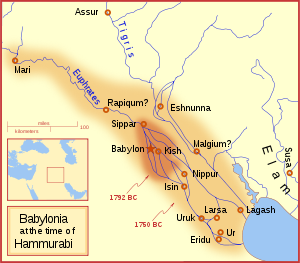 Assur
Tigris
Mari
Euphrates
Rapiqum?
Eshnunna
miles
kilometers
100
Sippar
Malgium?
Babylon
Kish
Elam
Susa
Nippur
1792 BC
Isin
1750 BC
Uruk
Larsa
Lagash
Ur
Eridu
Babylonia
at the time of
Hammurabi